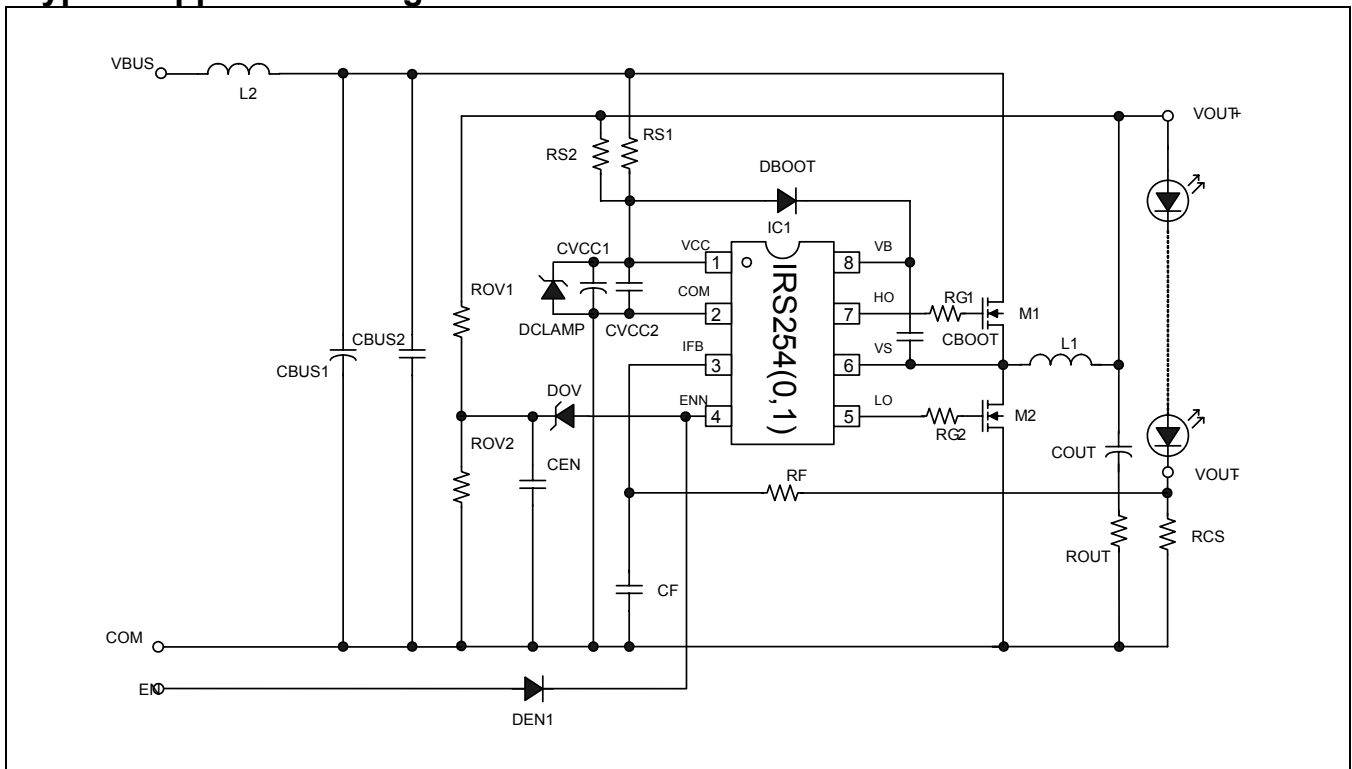 VBUS
L2
VOUT+
RS1
RS2
DBOOT
IC1
CVCC1
VCC
1
8
VB
COM
2
7
HO
RG1
M1
ROV1
DCLAMP
CVCC2
CBOOT
L1
CBUS2
IFB
3
6
VS
CBUS1
DOV
ENN
4
5
LO
M2
IRS254(0,1)
RG2
ROV2
CEN
COUT
RF
VOUT-
ROUT
RCS
CF
COM
EN
DEN1